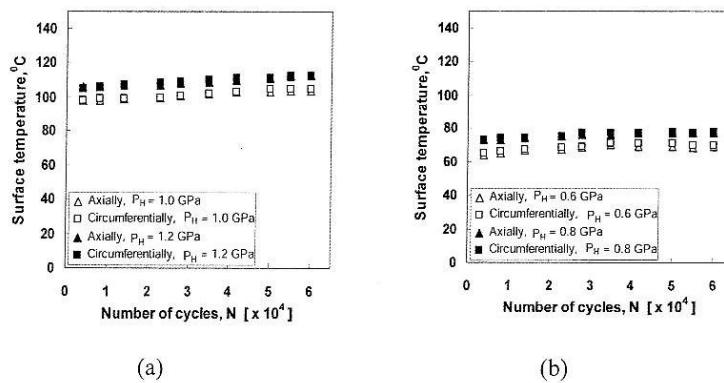 140
120
100
80
60
40
20
0
Surface temperature, ⁰C
△ Axially, P_H = 1.0 GPa
□ Circumferentially, P_H = 1.0 GPa
▲ Axially, P_H = 1.2 GPa
■ Circumferentially, P_H = 1.2 GPa
0 1 2 3 4 5 6
Number of cycles, N [ x 10⁴]
(a)
140
120
100
80
60
40
20
0
Surface temperature, ⁰C
△ Axially, P_H = 0.6 GPa
□ Circumferentially, P_H = 0.6 GPa
▲ Axially, P_H = 0.8 GPa
■ Circumferentially, P_H = 0.8 GPa
0 1 2 3 4 5 6
Number of cycles, N [ x 10⁴]
(b)